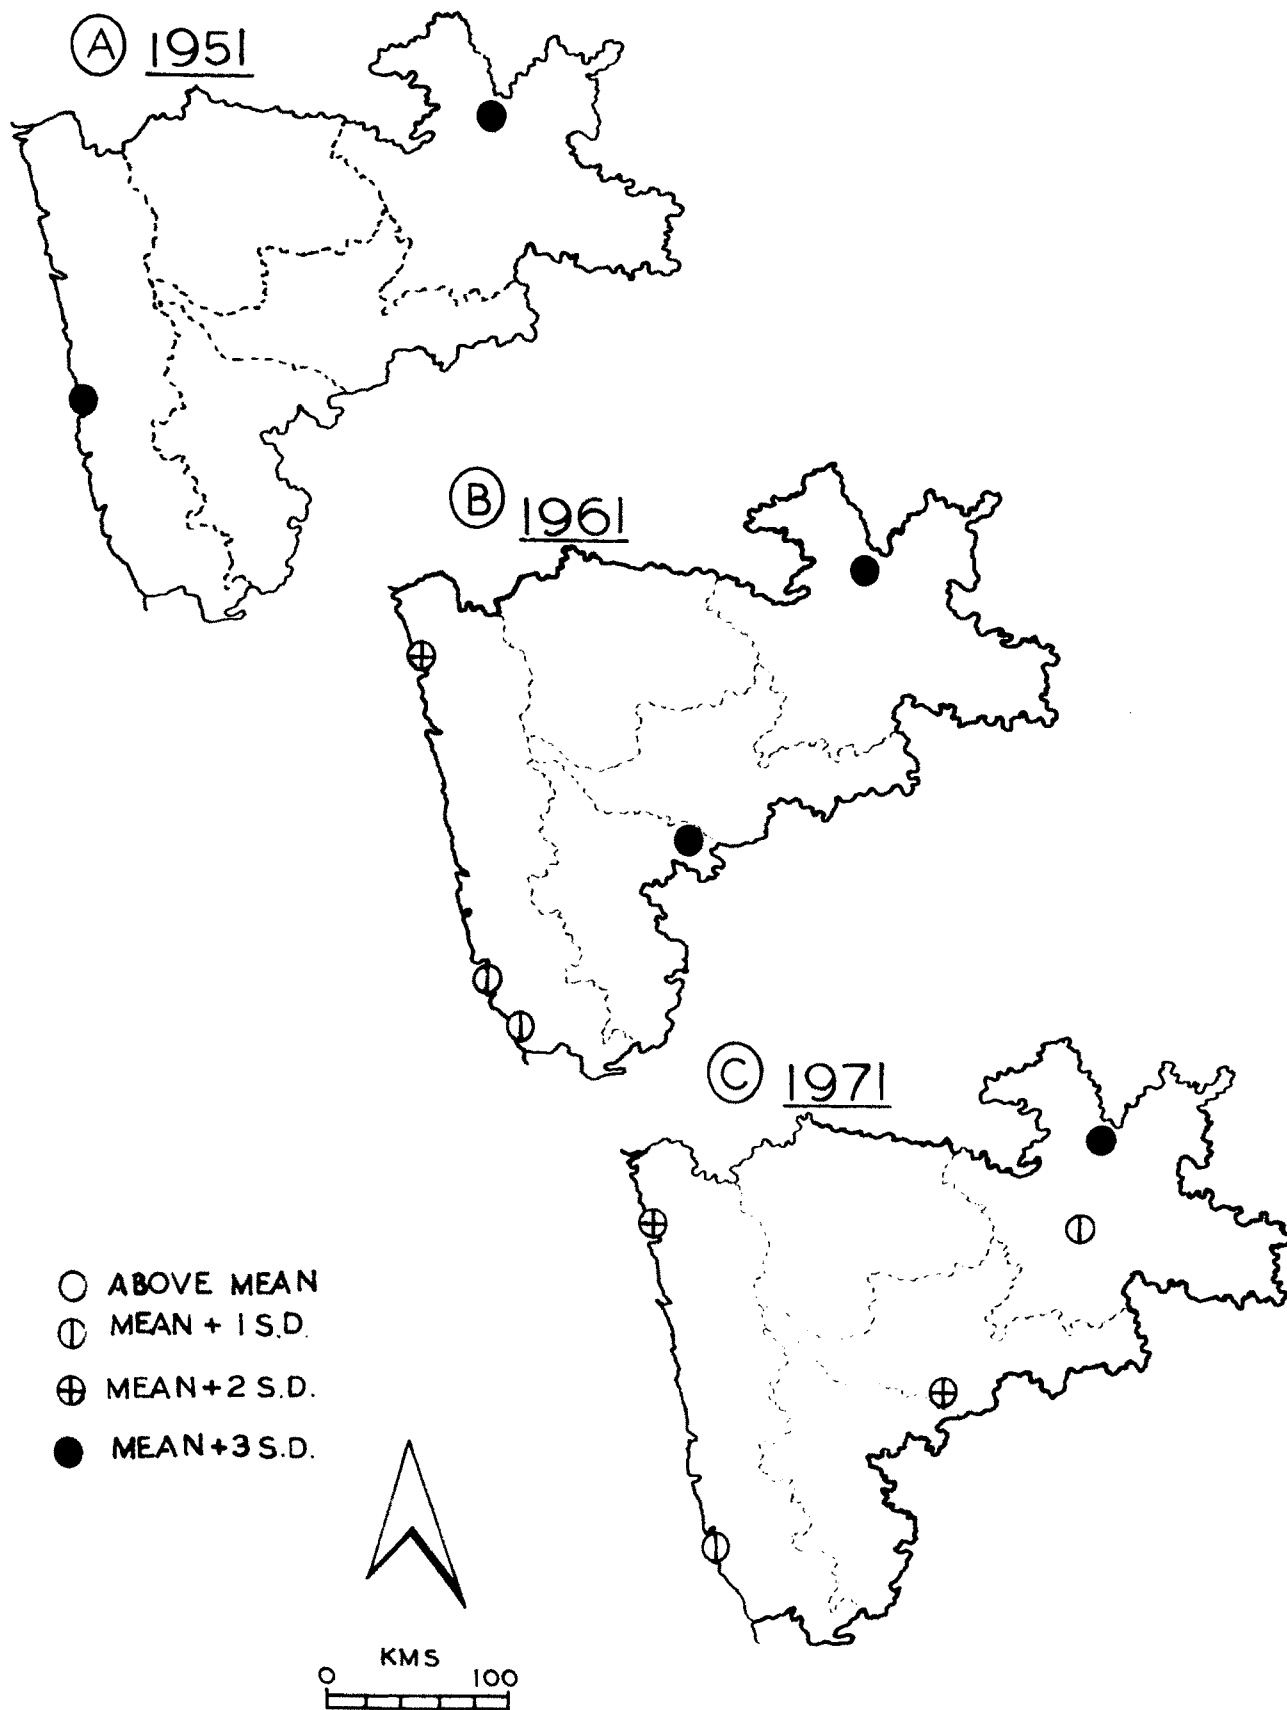 A 1951
B 1961
C 1971
ABOVE MEAN
MEAN + 1 S.D.
MEAN+2 S.D.
MEAN+3 S.D.
KMS
0 100